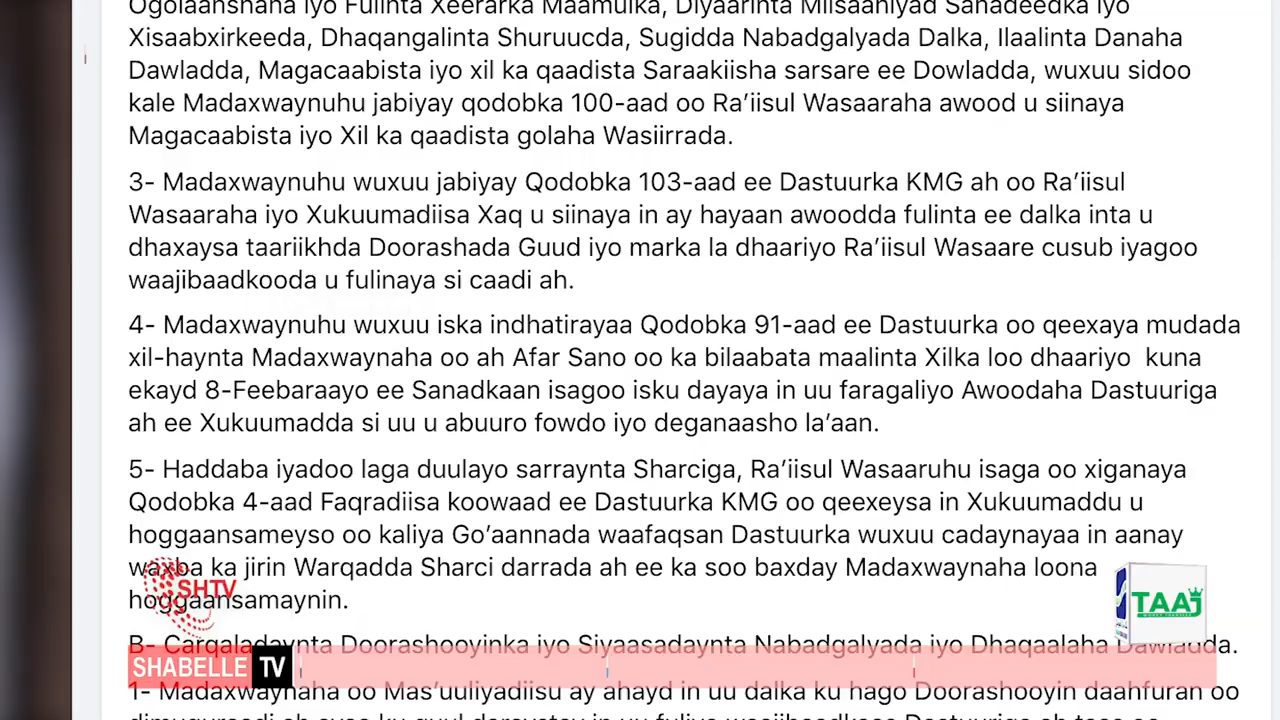 Ogolaanshaha iyo Fulinta Xeerarka Maamulka, Diyaarinta Miisaaniyad Sanadeedka iyo
Xisaabxirkeeda, Dhaqangalinta Shuruucda, Sugidda Nabadgalyada Dalka, Ilaalinta Danaha
Dawladda, Magacaabista iyo xil ka qaadista Saraakiisha sarsare ee Dowladda, wuxuu sidoo
kale Madaxwaynuhu jabiyay qodobka 100-aad oo Ra’iisul Wasaaraha awood u siinaya
Magacaabista iyo Xil ka qaadista golaha Wasiirrada.
3- Madaxwaynuhu wuxuu jabiyay Qodobka 103-aad ee Dastuurka KMG ah oo Ra’iisul
Wasaaraha iyo Xukuumadiisa Xaq u siinaya in ay hayaan awoodda fulinta ee dalka inta u
dhaxaysa taariikhda Doorashada Guud iyo marka la dhaariyo Ra’iisul Wasaare cusub iyagoo
waajibaadkooda u fulinaya si caadi ah.
4- Madaxwaynuhu wuxuu iska indhatirayaa Qodobka 91-aad ee Dastuurka oo qeexaya mudada
xil-haynta Madaxwaynaha oo ah Afar Sano oo ka bilaabata maalinta Xilka loo dhaariyo kuna
ekayd 8-Feebaraayo ee Sanadkaan isagoo isku dayaya in uu faragaliyo Awoodaha Dastuuriga
ah ee Xukuumadda si uu u abuuro fowdo iyo deganaasho la’aan.
5- Haddaba iyadoo laga duulayo sarraynta Sharciga, Ra’iisul Wasaaruhu isaga oo xiganaya
Qodobka 4-aad Faqradiisa koowaad ee Dastuurka KMG oo qeexeysa in Xukuumaddu u
hoggaansameyso oo kaliya Go’aannada waafaqsan Dastuurka wuxuu cadaynayaa in aanay
waxba ka jirin Warqadda Sharci darrada ah ee ka soo baxday Madaxwaynaha loona
hoggaansamaynin.
SHTV
TAAJ
B- Carqaladaynta Doorashooyinka iyo Siyaasadaynta Nabadgalyada iyo Dhaqaalaha Dawladda.
SHABELLE TV
1- Madaxwaynaha oo Mas’uuliyadiisu ay ahayd in uu dalka ku hago Doorashooyin daahfuran oo